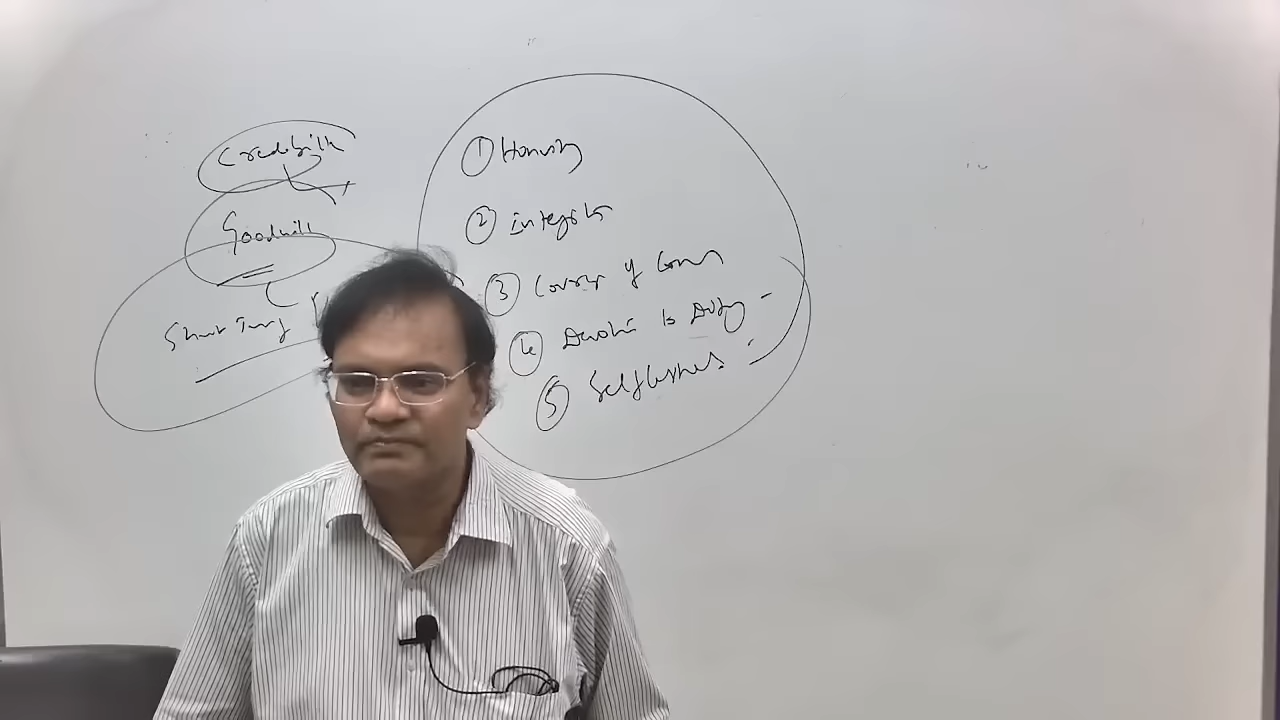 Credibility
Goodwill
Short Term
① Honesty
② integrity
③ Courage of Conv
④ Devotion to Duty -
⑤ Selflessness -